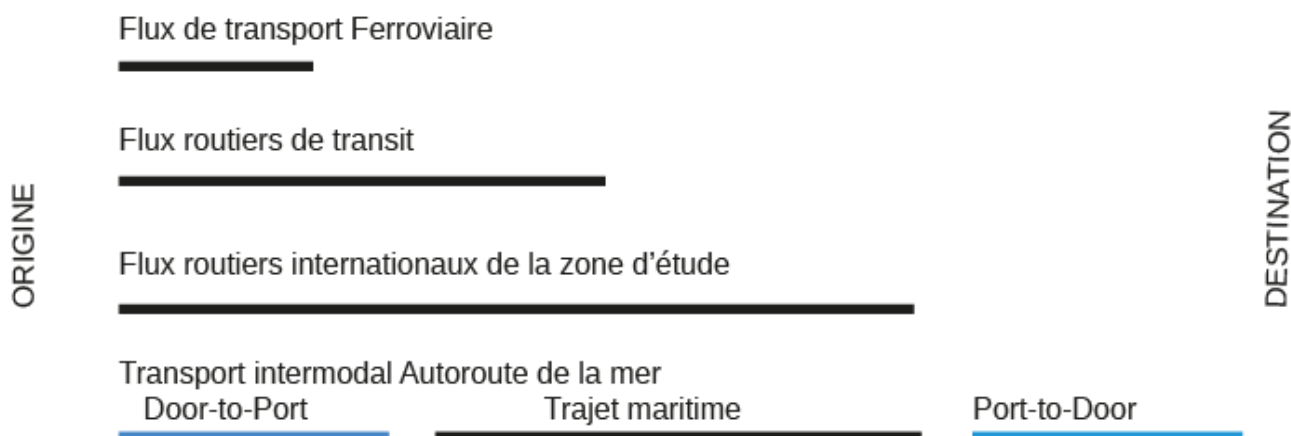 Flux de transport Ferroviaire
Flux routiers de transit
ORIGINE
DESTINATION
Flux routiers internationaux de la zone d’étude
Transport intermodal Autoroute de la mer
Door-to-Port
Trajet maritime
Port-to-Door